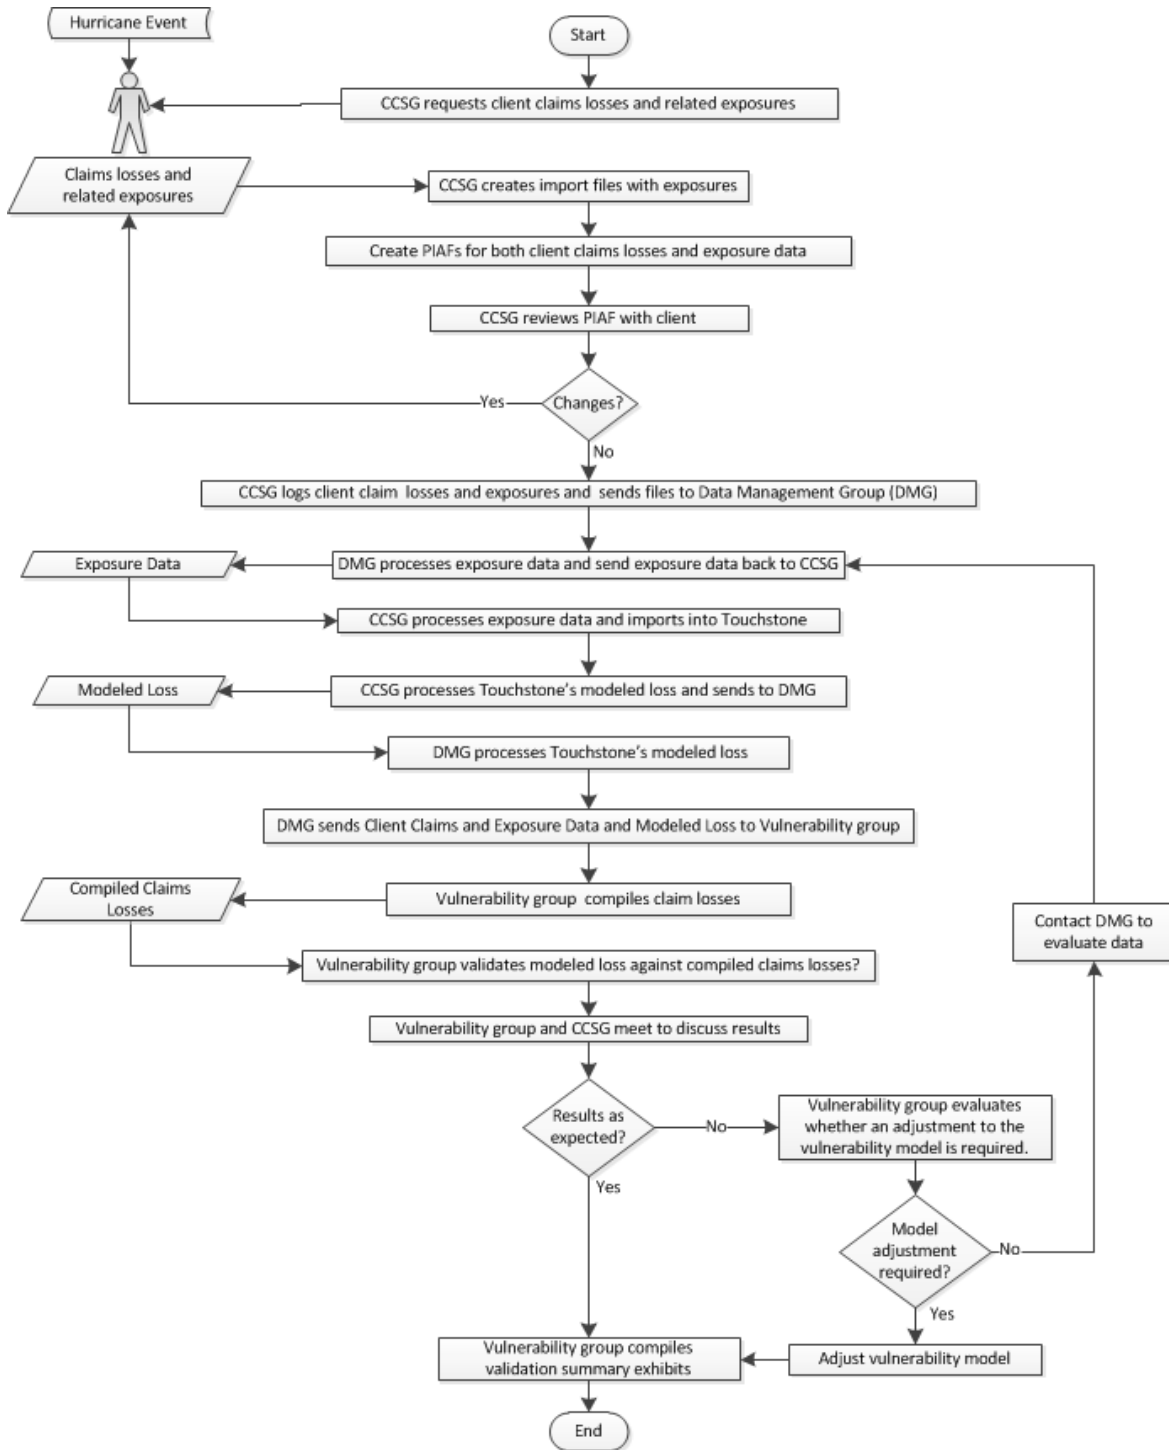 Hurricane Event
Start
CCSG requests client claims losses and related exposures
Claims losses and
related exposures
CCSG creates import files with exposures
Create PIAFs for both client claims losses and exposure data
CCSG reviews PIAF with client
Yes
Changes?
No
CCSG logs client claim losses and exposures and sends files to Data Management Group (DMG)
Exposure Data
DMG processes exposure data and send exposure data back to CCSG
CCSG processes exposure data and imports into Touchstone
Modeled Loss
CCSG processes Touchstone's modeled loss and sends to DMG
DMG processes Touchstone's modeled loss
DMG sends Client Claims and Exposure Data and Modeled Loss to Vulnerability group
Compiled Claims
Losses
Vulnerability group compiles claim losses
Contact DMG to
evaluate data
Vulnerability group validates modeled loss against compiled claims losses?
Vulnerability group and CCSG meet to discuss results
Results as
expected?
No
Vulnerability group evaluates
whether an adjustment to the
vulnerability model is required.
Yes
Model
adjustment
required?
No
Yes
Vulnerability group compiles
validation summary exhibits
Adjust vulnerability model
End